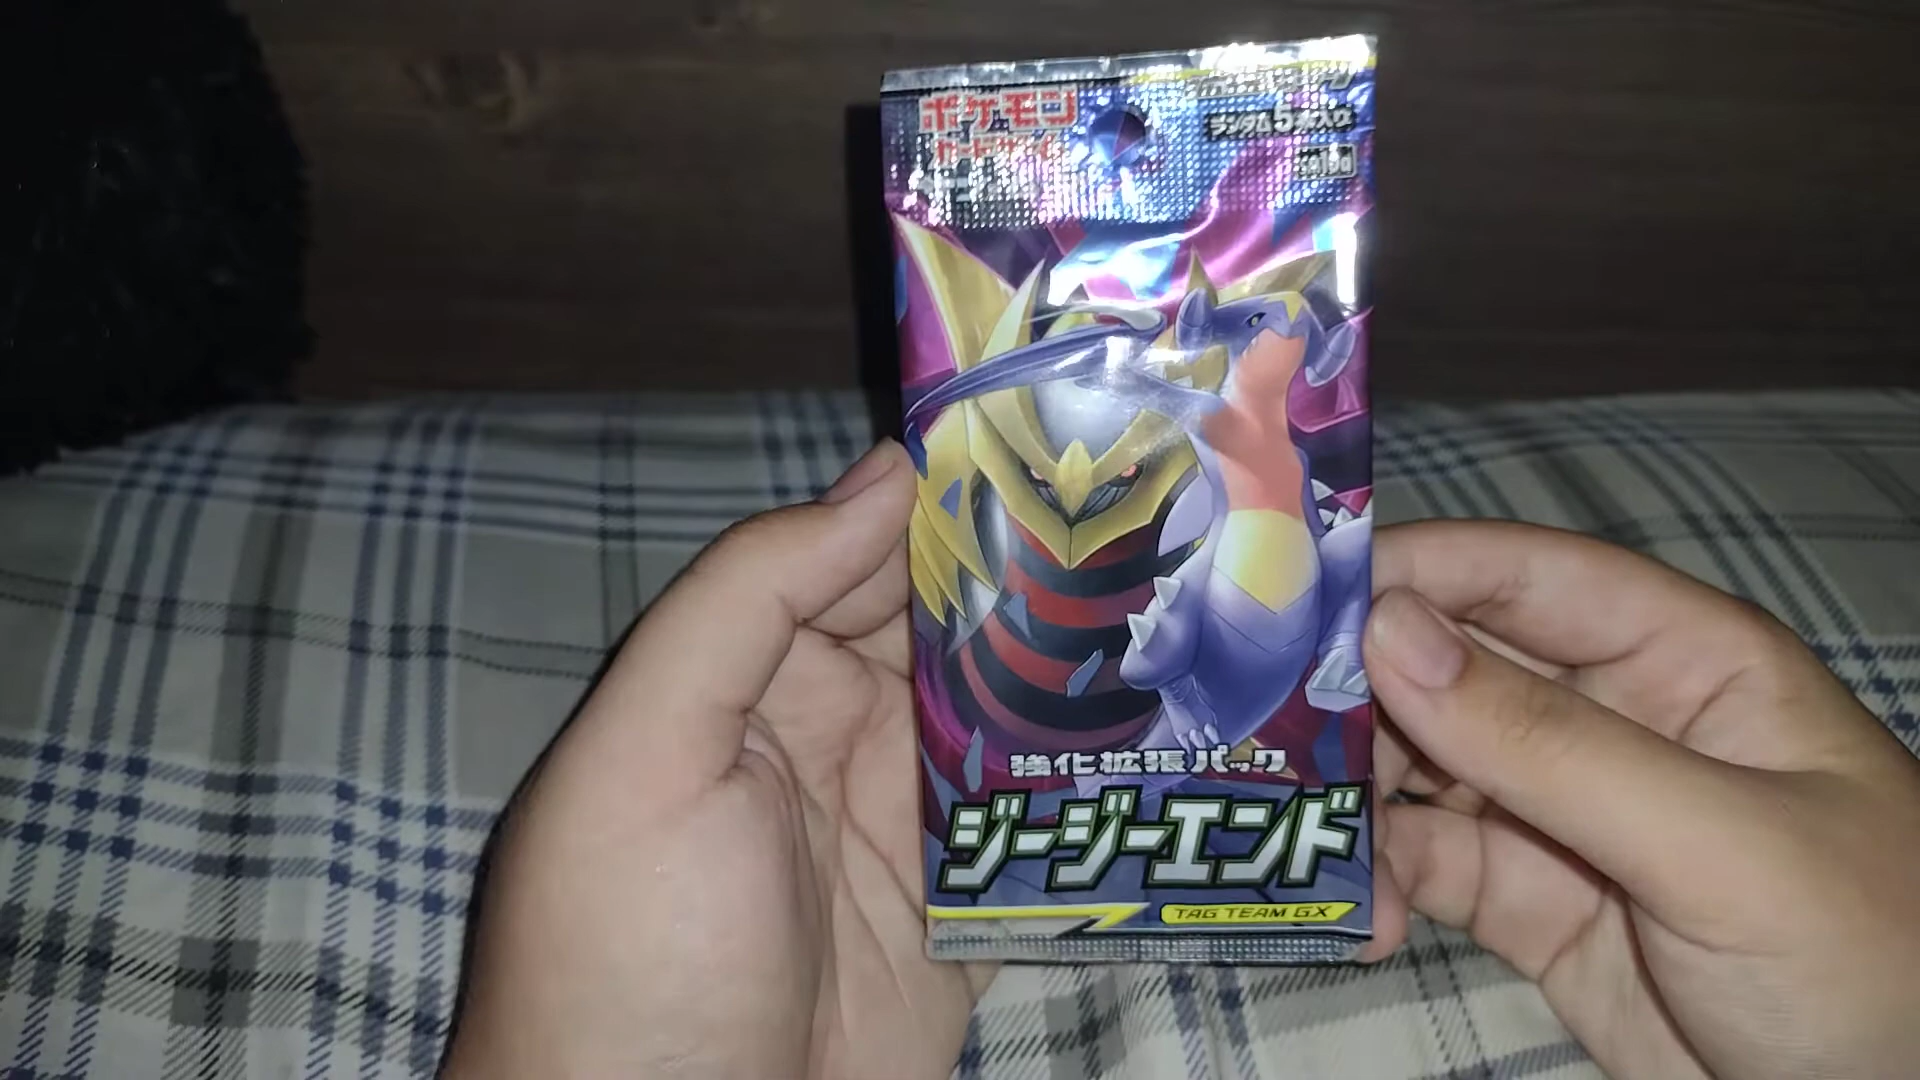 ポケモン
カードゲーム
ランダム5枚入り
sm10a
強化拡張パック
ジージーエンド
TAG TEAM GX